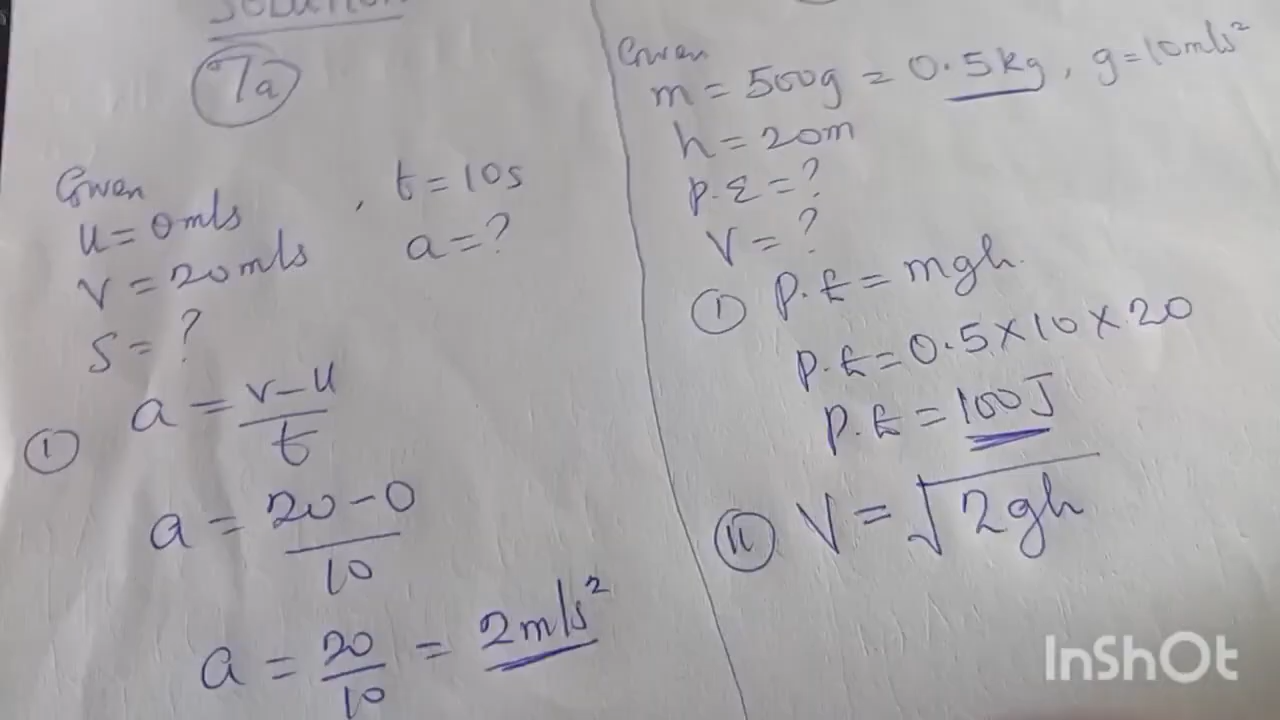 Solution
7a
Given
u = 0m/s , t = 10s
v = 20m/s a = ?
S = ?
(I) a = v-u/t
a = 20-0/10
a = 20/10 = 2m/s²
Given
m = 500g = 0.5kg, g = 10m/s²
h = 20m
P.E = ?
V = ?
(I) P.E = mgh.
P.E = 0.5 × 10 × 20
P.E = 100J
(II) V = √2gh
InShOt